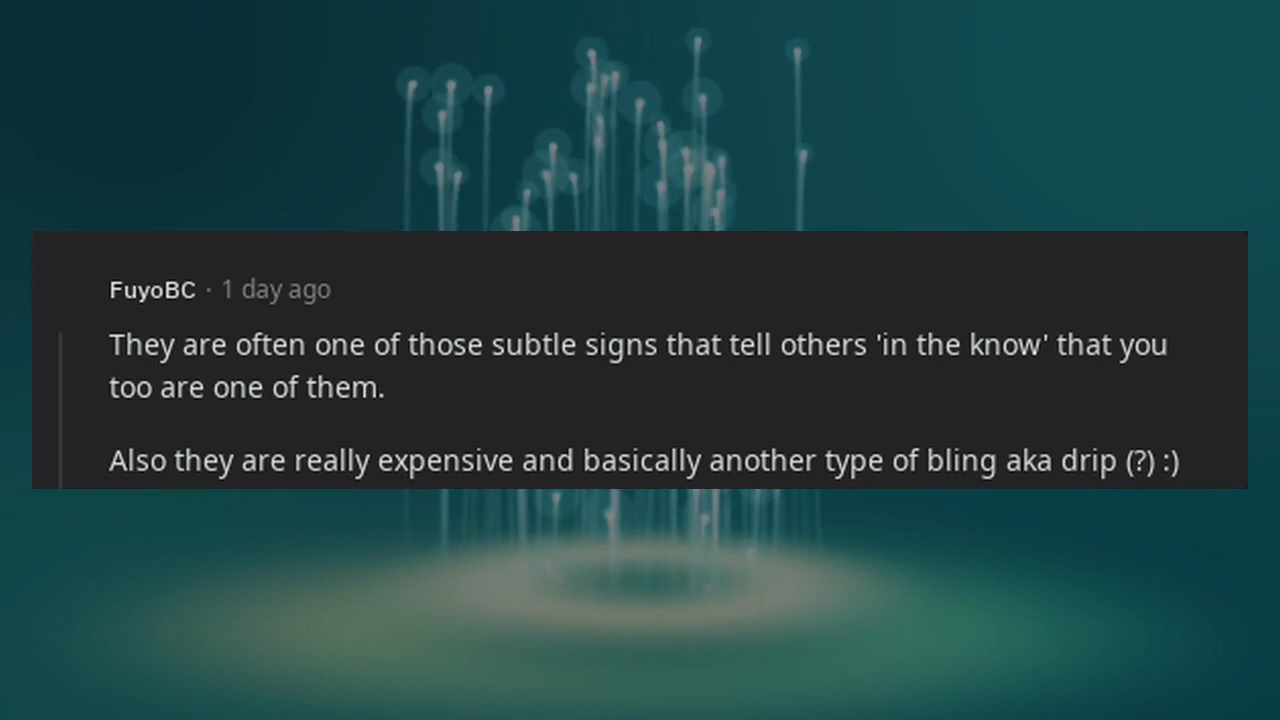 FuyoBC · 1 day ago
They are often one of those subtle signs that tell others 'in the know' that you
too are one of them.
Also they are really expensive and basically another type of bling aka drip (?) :)